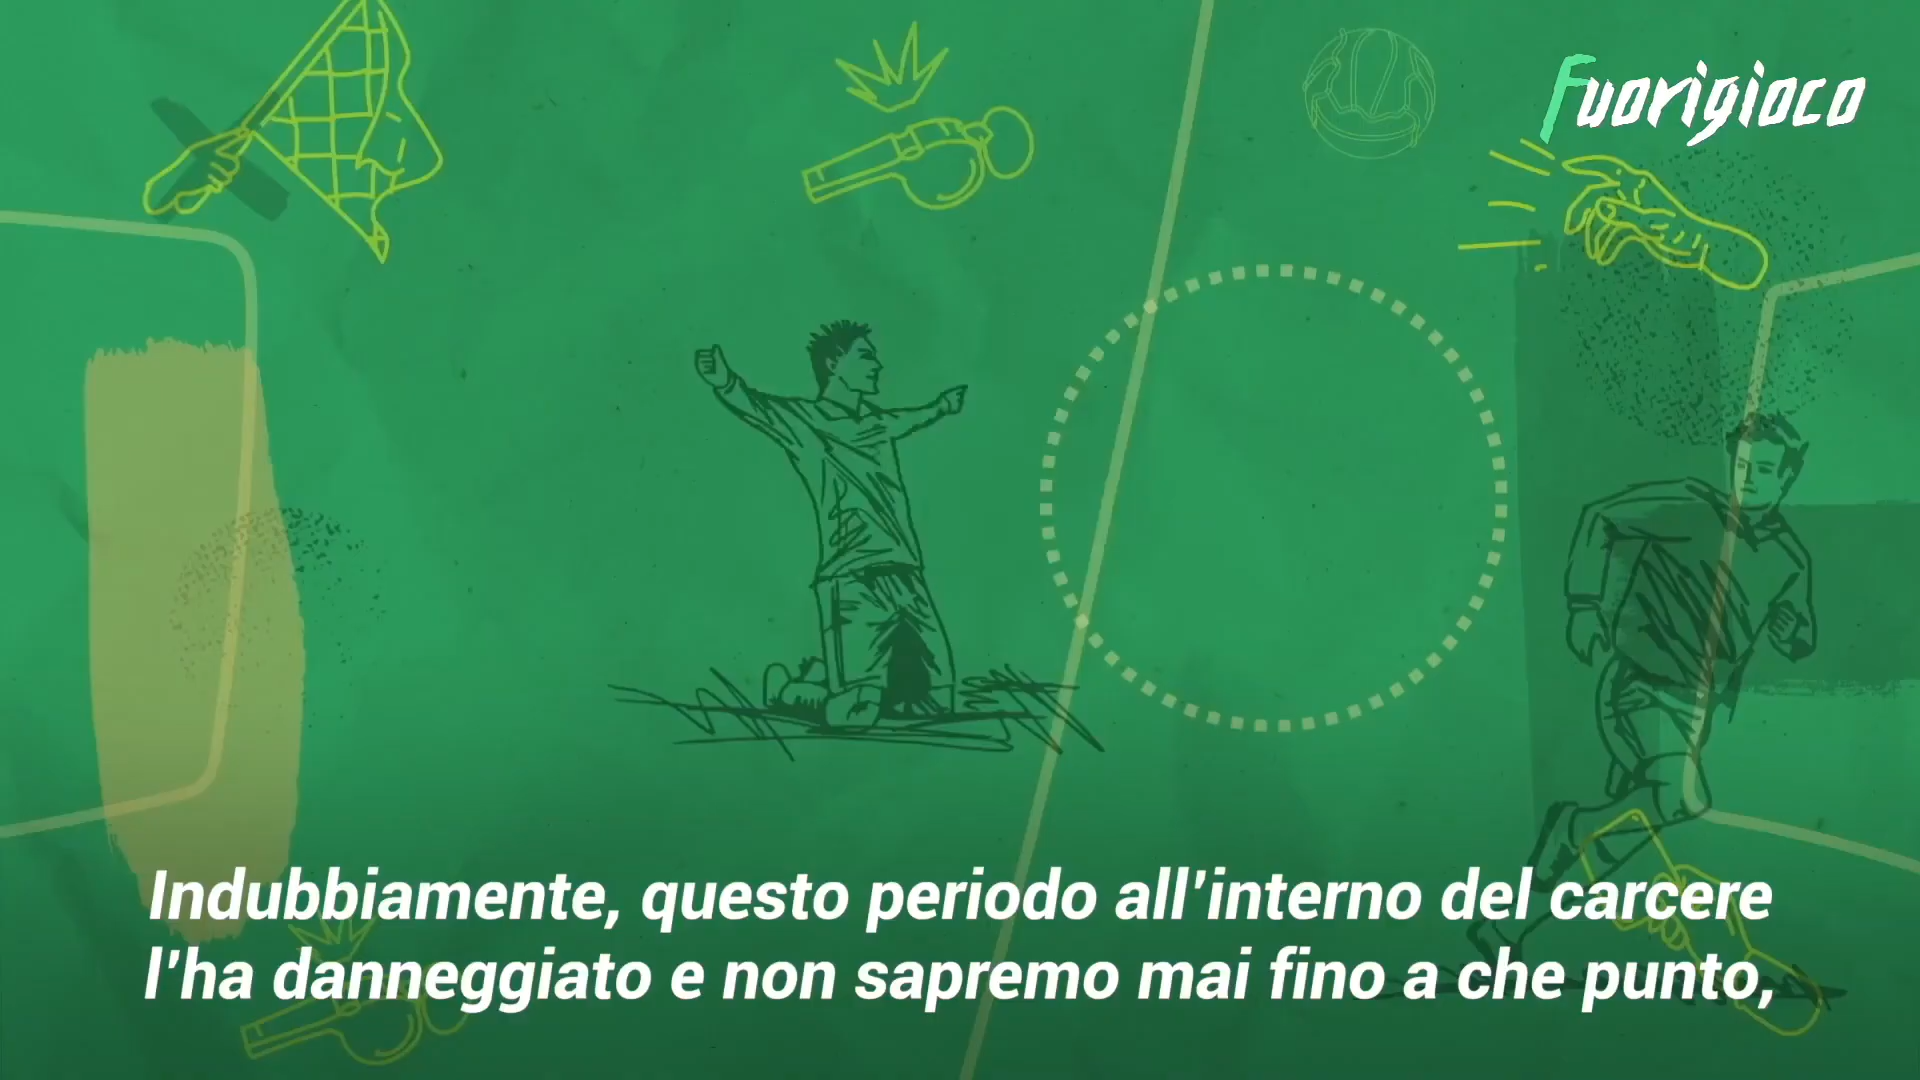 Fuorigioco
Indubbiamente, questo periodo all'interno del carcere
l'ha danneggiato e non sapremo mai fino a che punto,